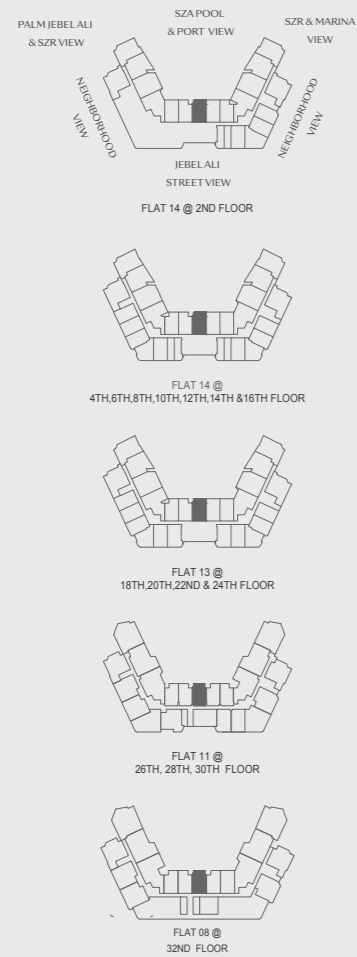 PALM JEBEL ALI
& SZR VIEW
SZA POOL
& PORT VIEW
SZR & MARINA
VIEW
NEIGHBORHOOD
VIEW
NEIGHBORHOOD
VIEW
JEBEL ALI
STREET VIEW
FLAT 14 @ 2ND FLOOR
FLAT 14 @
4TH,6TH,8TH,10TH,12TH,14TH &16TH FLOOR
FLAT 13 @
18TH,20TH,22ND & 24TH FLOOR
FLAT 11 @
26TH, 28TH, 30TH FLOOR
FLAT 08 @
32ND FLOOR